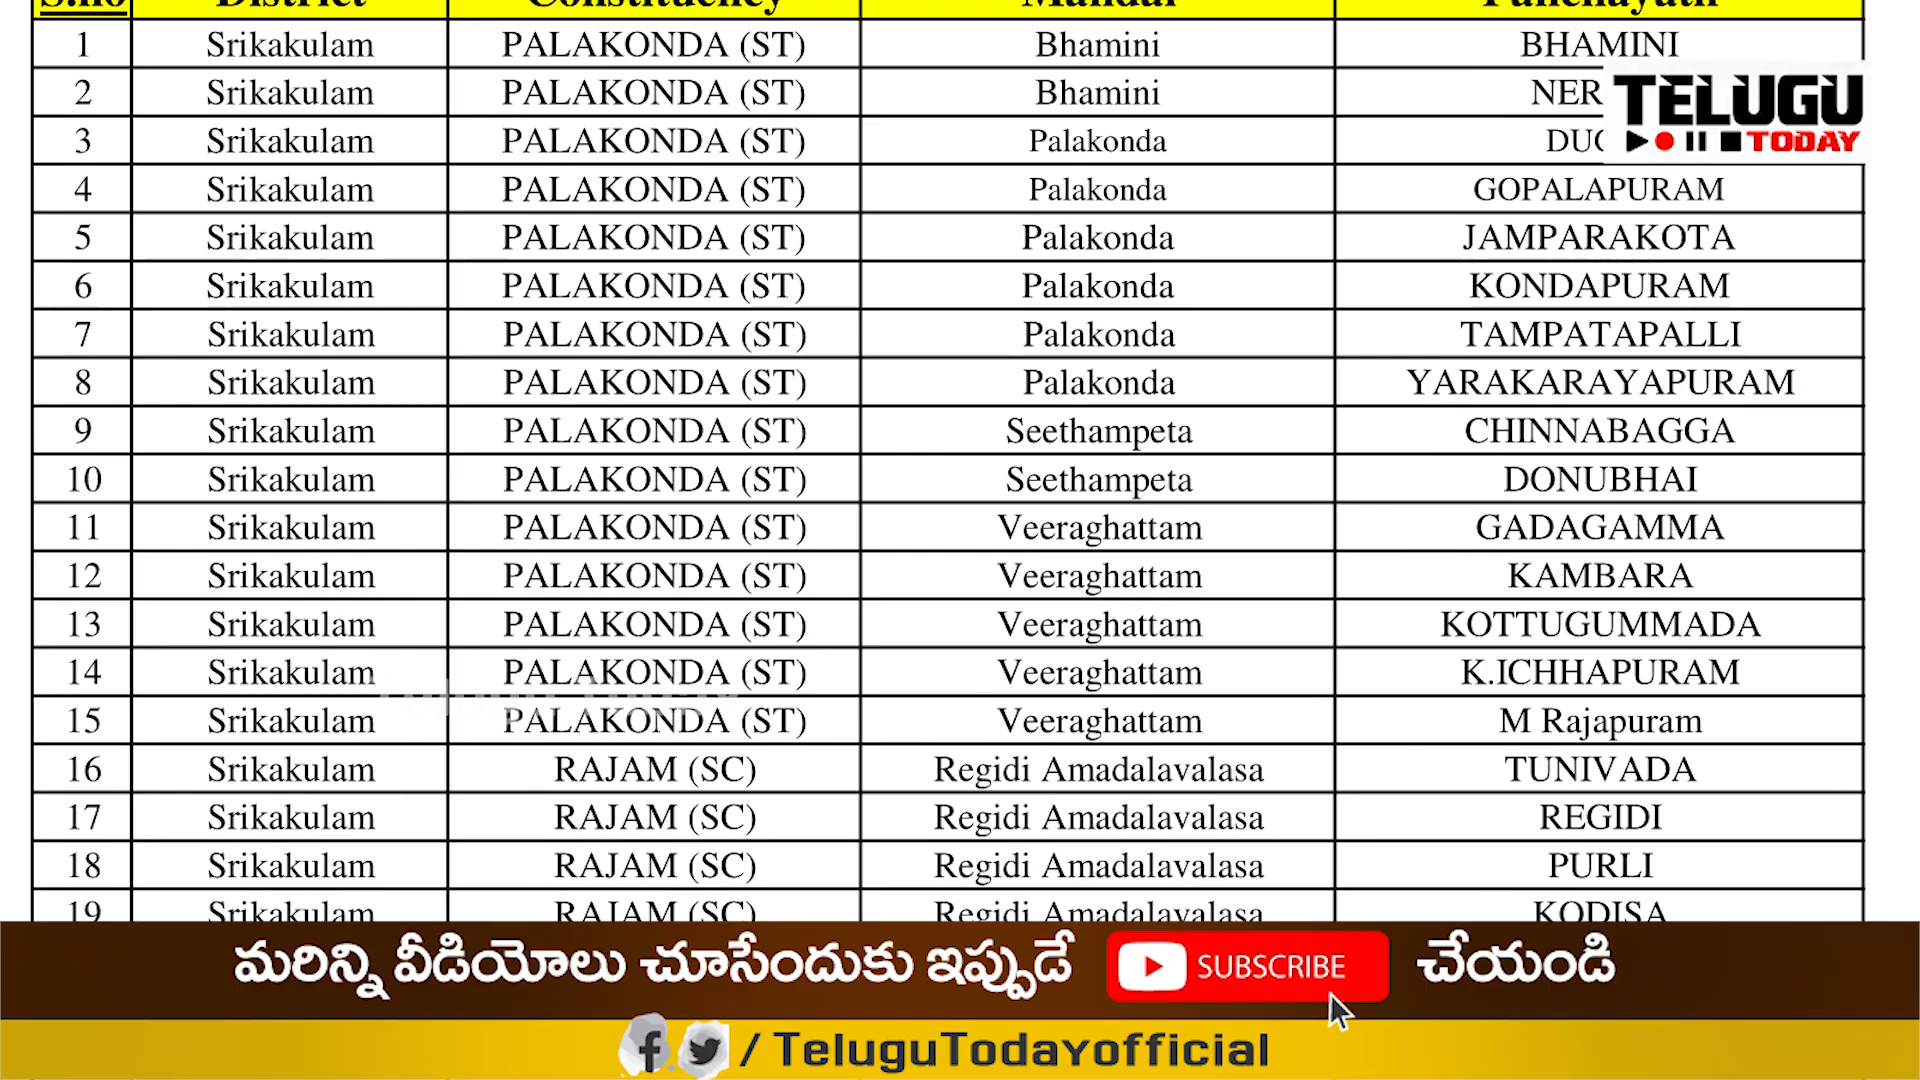 S.no District Constituency Mandal Panchayath
1 Srikakulam PALAKONDA (ST) Bhamini BHAMINI
2 Srikakulam PALAKONDA (ST) Bhamini
3 Srikakulam PALAKONDA (ST) Palakonda
TELUGU
TODAY
4 Srikakulam PALAKONDA (ST) Palakonda GOPALAPURAM
5 Srikakulam PALAKONDA (ST) Palakonda JAMPARAKOTA
6 Srikakulam PALAKONDA (ST) Palakonda KONDAPURAM
7 Srikakulam PALAKONDA (ST) Palakonda TAMPATAPALLI
8 Srikakulam PALAKONDA (ST) Palakonda YARAKARAYAPURAM
9 Srikakulam PALAKONDA (ST) Seethampeta CHINNABAGGA
10 Srikakulam PALAKONDA (ST) Seethampeta DONUBHAI
11 Srikakulam PALAKONDA (ST) Veeraghattam GADAGAMMA
12 Srikakulam PALAKONDA (ST) Veeraghattam KAMBARA
13 Srikakulam PALAKONDA (ST) Veeraghattam KOTTUGUMMADA
14 Srikakulam PALAKONDA (ST) Veeraghattam K.ICHHAPURAM
15 Srikakulam PALAKONDA (ST) Veeraghattam M Rajapuram
16 Srikakulam RAJAM (SC) Regidi Amadalavalasa TUNIVADA
17 Srikakulam RAJAM (SC) Regidi Amadalavalasa REGIDI
18 Srikakulam RAJAM (SC) Regidi Amadalavalasa PURLI
19 Srikakulam RAJAM (SC) Regidi Amadalavalasa KODISA
మరిన్ని వీడియోలు చూసేందుకు ఇప్పుడే SUBSCRIBE చేయండి
/ TeluguTodayofficial